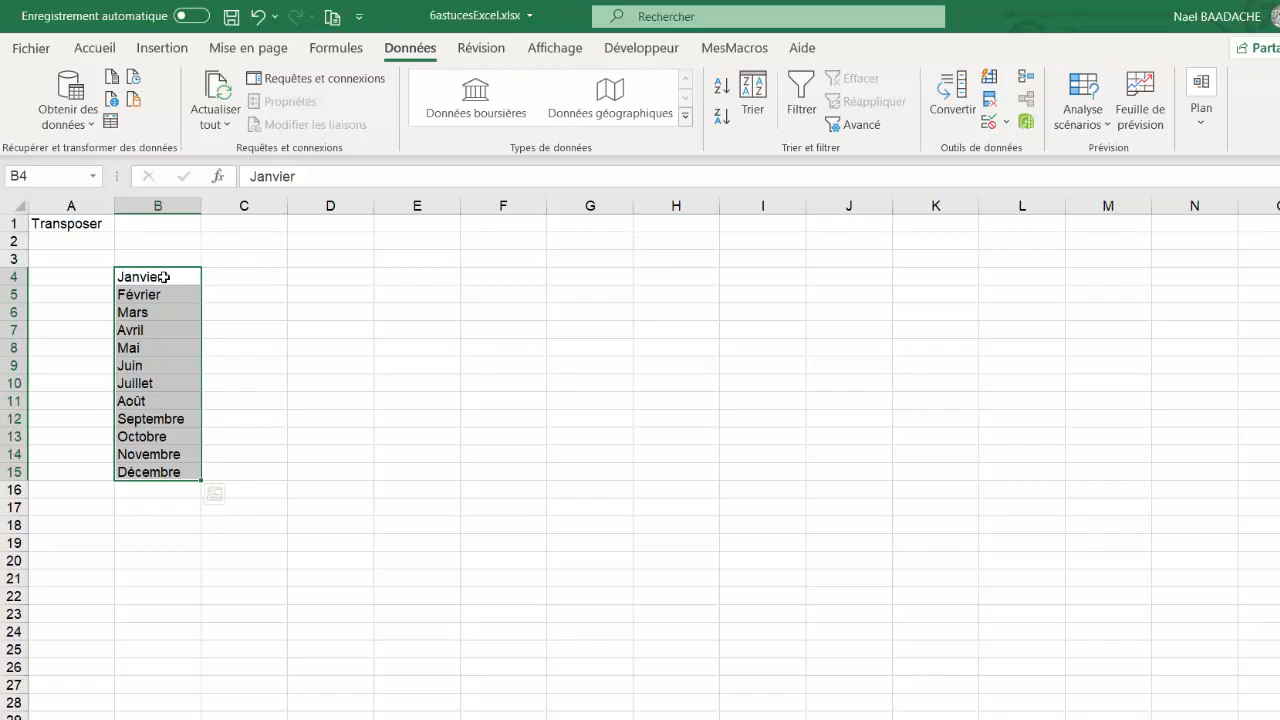 Enregistrement automatique 6astucesExcel.xlsx Rechercher Nael BAADACHE
Fichier Accueil Insertion Mise en page Formules Données Révision Affichage Développeur MesMacros Aide Parta
Obtenir des données
Récupérer et transformer des données
Actualiser tout
Requêtes et connexions
Propriétés
Modifier les liaisons
Requêtes et connexions
Données boursières
Données géographiques
Types de données
Trier
Filtrer
Effacer
Réappliquer
Avancé
Trier et filtrer
Convertir
Outils de données
Analyse scénarios
Feuille de prévision
Prévision
Plan
B4 fx Janvier
A B C D E F G H I J K L M N
1 Transposer
2
3
4 Janvier
5 Février
6 Mars
7 Avril
8 Mai
9 Juin
10 Juillet
11 Août
12 Septembre
13 Octobre
14 Novembre
15 Décembre
16
17
18
19
20
21
22
23
24
25
26
27
28
29